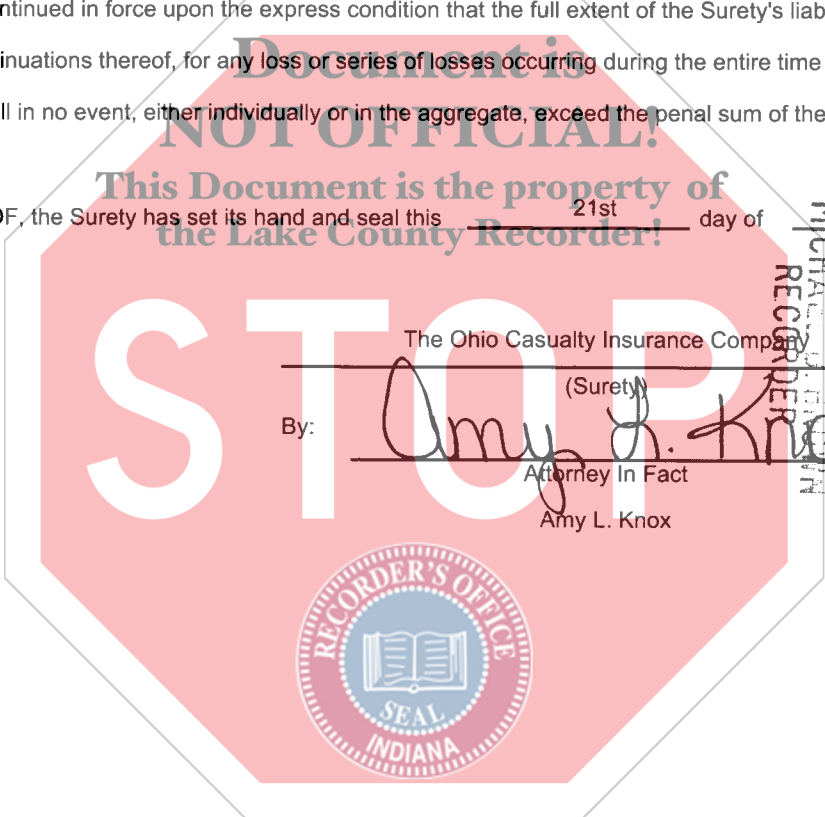 ntinued in force upon the express condition that the full extent of the Surety's liab
inuations thereof, for any loss or series of losses occurring during the entire time
ll in no event, either individually or in the aggregate, exceed the penal sum of the
Document is
NOT OFFICIAL!
This Document is the property of
the Lake County Recorder!
OF, the Surety has set its hand and seal this 21st day of
STOP
The Ohio Casualty Insurance Company
(Surety)
By: Amy L. Kno
Attorney In Fact
Amy L. Knox
RECORDER
RECORDER'S OFFICE
SEAL
INDIANA